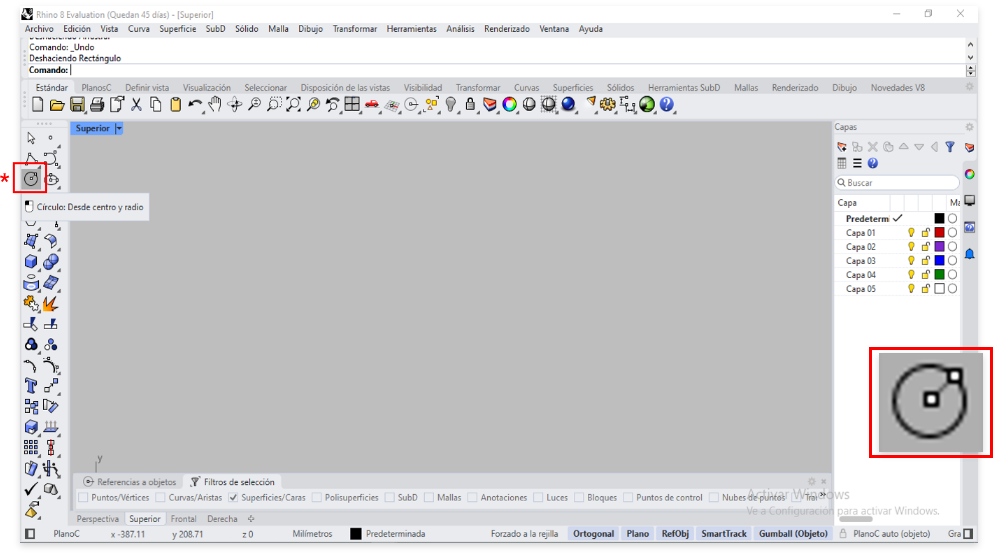 Rhino 8 Evaluation (Quedan 45 días) - [Superior]
Archivo Edición Vista Curva Superficie SubD Sólido Malla Dibujo Transformar Herramientas Análisis Renderizado Ventana Ayuda
Deshaciendo Arrastrar
Comando: _Undo
Deshaciendo Rectángulo
Comando:
Estándar PlanosC Definir vista Visualización Seleccionar Disposición de las vistas Visibilidad Transformar Curvas Superficies Sólidos Herramientas SubD Mallas Renderizado Dibujo Novedades V8
Superior
Capas
*
Buscar
Círculo: Desde centro y radio
Capa Ma
Predeterm
Capa 01
Capa 02
Capa 03
Capa 04
Capa 05
y
Referencias a objetos Filtros de selección
Puntos/Vértices Curvas/Aristas Superficies/Caras Polisuperficies SubD Mallas Anotaciones Luces Bloques Puntos de control Nubes de puntos
Activar Windows
Ve a Configuración para activar Windows.
Perspectiva Superior Frontal Derecha
PlanoC x -387.11 y 208.71 z 0 Milímetros Predeterminada Forzado a la rejilla Ortogonal Plano RefObj SmartTrack Gumball (Objeto) PlanoC auto (objeto) Gra